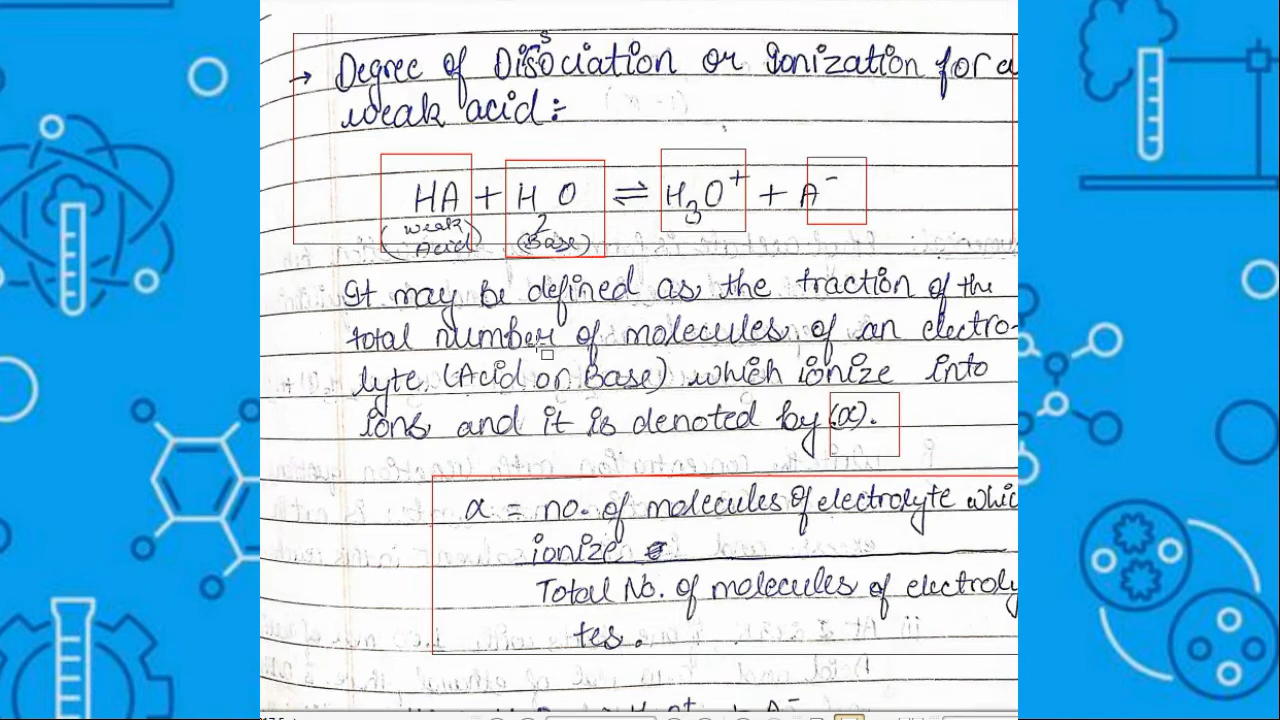 → Degree of Dissociation or Ionization for a
weak acid:
HA + H2O ⇌ H3O+ + A-
(weak Acid) (Base)
It may be defined as the fraction of the
total number of molecules of an electro-
lyte (Acid or Base) which ionize into
ions and it is denoted by (α).
α = no. of molecules of electrolyte whic
ionize
Total No. of molecules of electroly
tes.